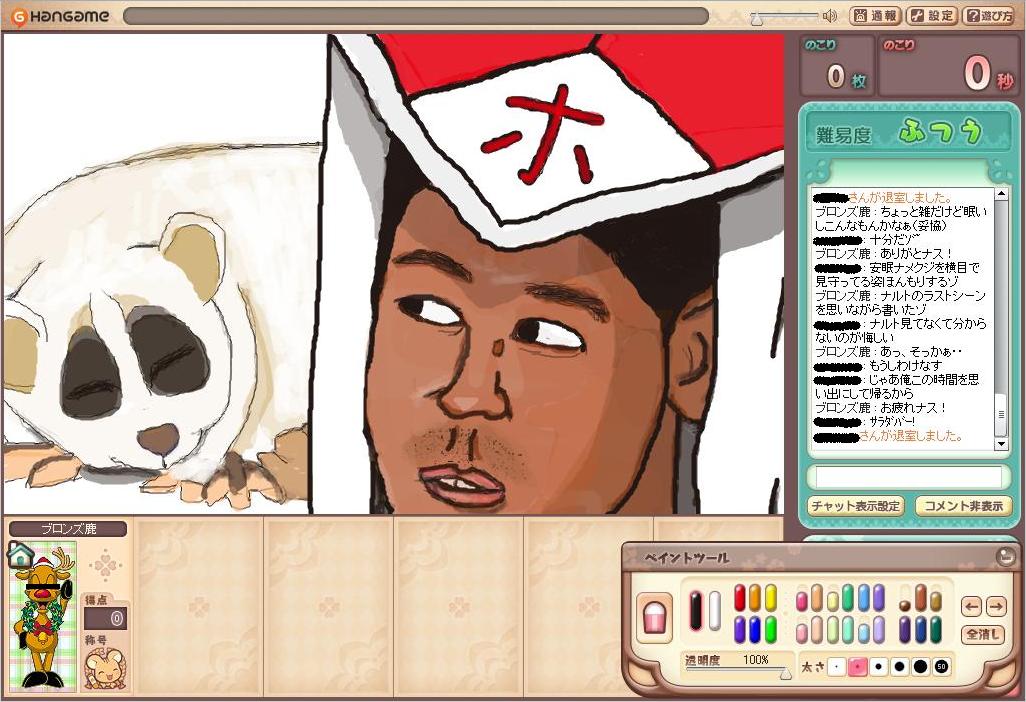 Hangame
通報
設定
遊び方
のこり
0枚
のこり
0秒
難易度 ふつう
さんが退室しました。
ブロンズ鹿：ちょっと雑だけど眠い
しこんなもんかなぁ(妥協)
：十分だゾ~
ブロンズ鹿：ありがとナス！
：安眠ナメクジを横目で
見守ってる姿ほんもりするゾ
ブロンズ鹿：ナルトのラストシーン
を思いながら書いたゾ
：ナルト見てなくて分から
ないのが悔しい
ブロンズ鹿：あっ、そっかぁ・・
：もうしわけなす
：じゃあ俺この時間を思
い出にして帰るから
ブロンズ鹿：お疲れナス！
：サラダバー!
さんが退室しました。
チャット表示設定
コメント非表示
ホ
ブロンズ鹿
得点
0
称号
ペイントツール
透明度 100%
太さ
50
全消し